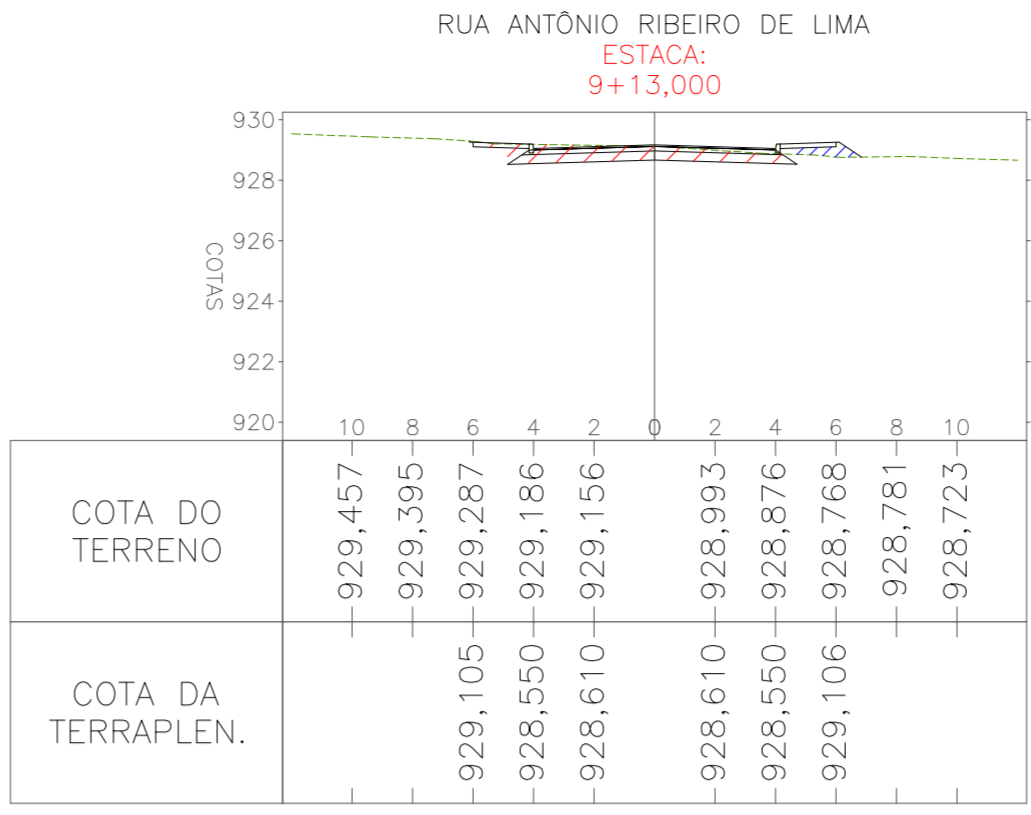 RUA ANTÔNIO RIBEIRO DE LIMA
ESTACA:
9+13,000
930
928
926
924
922
920
COTAS
10 8 6 4 2 0 2 4 6 8 10
COTA DO
TERRENO
929,457 929,395 929,287 929,186 929,156 928,993 928,876 928,768 928,781 928,723
COTA DA
TERRAPLEN.
929,105 928,550 928,610 928,610 928,550 929,106